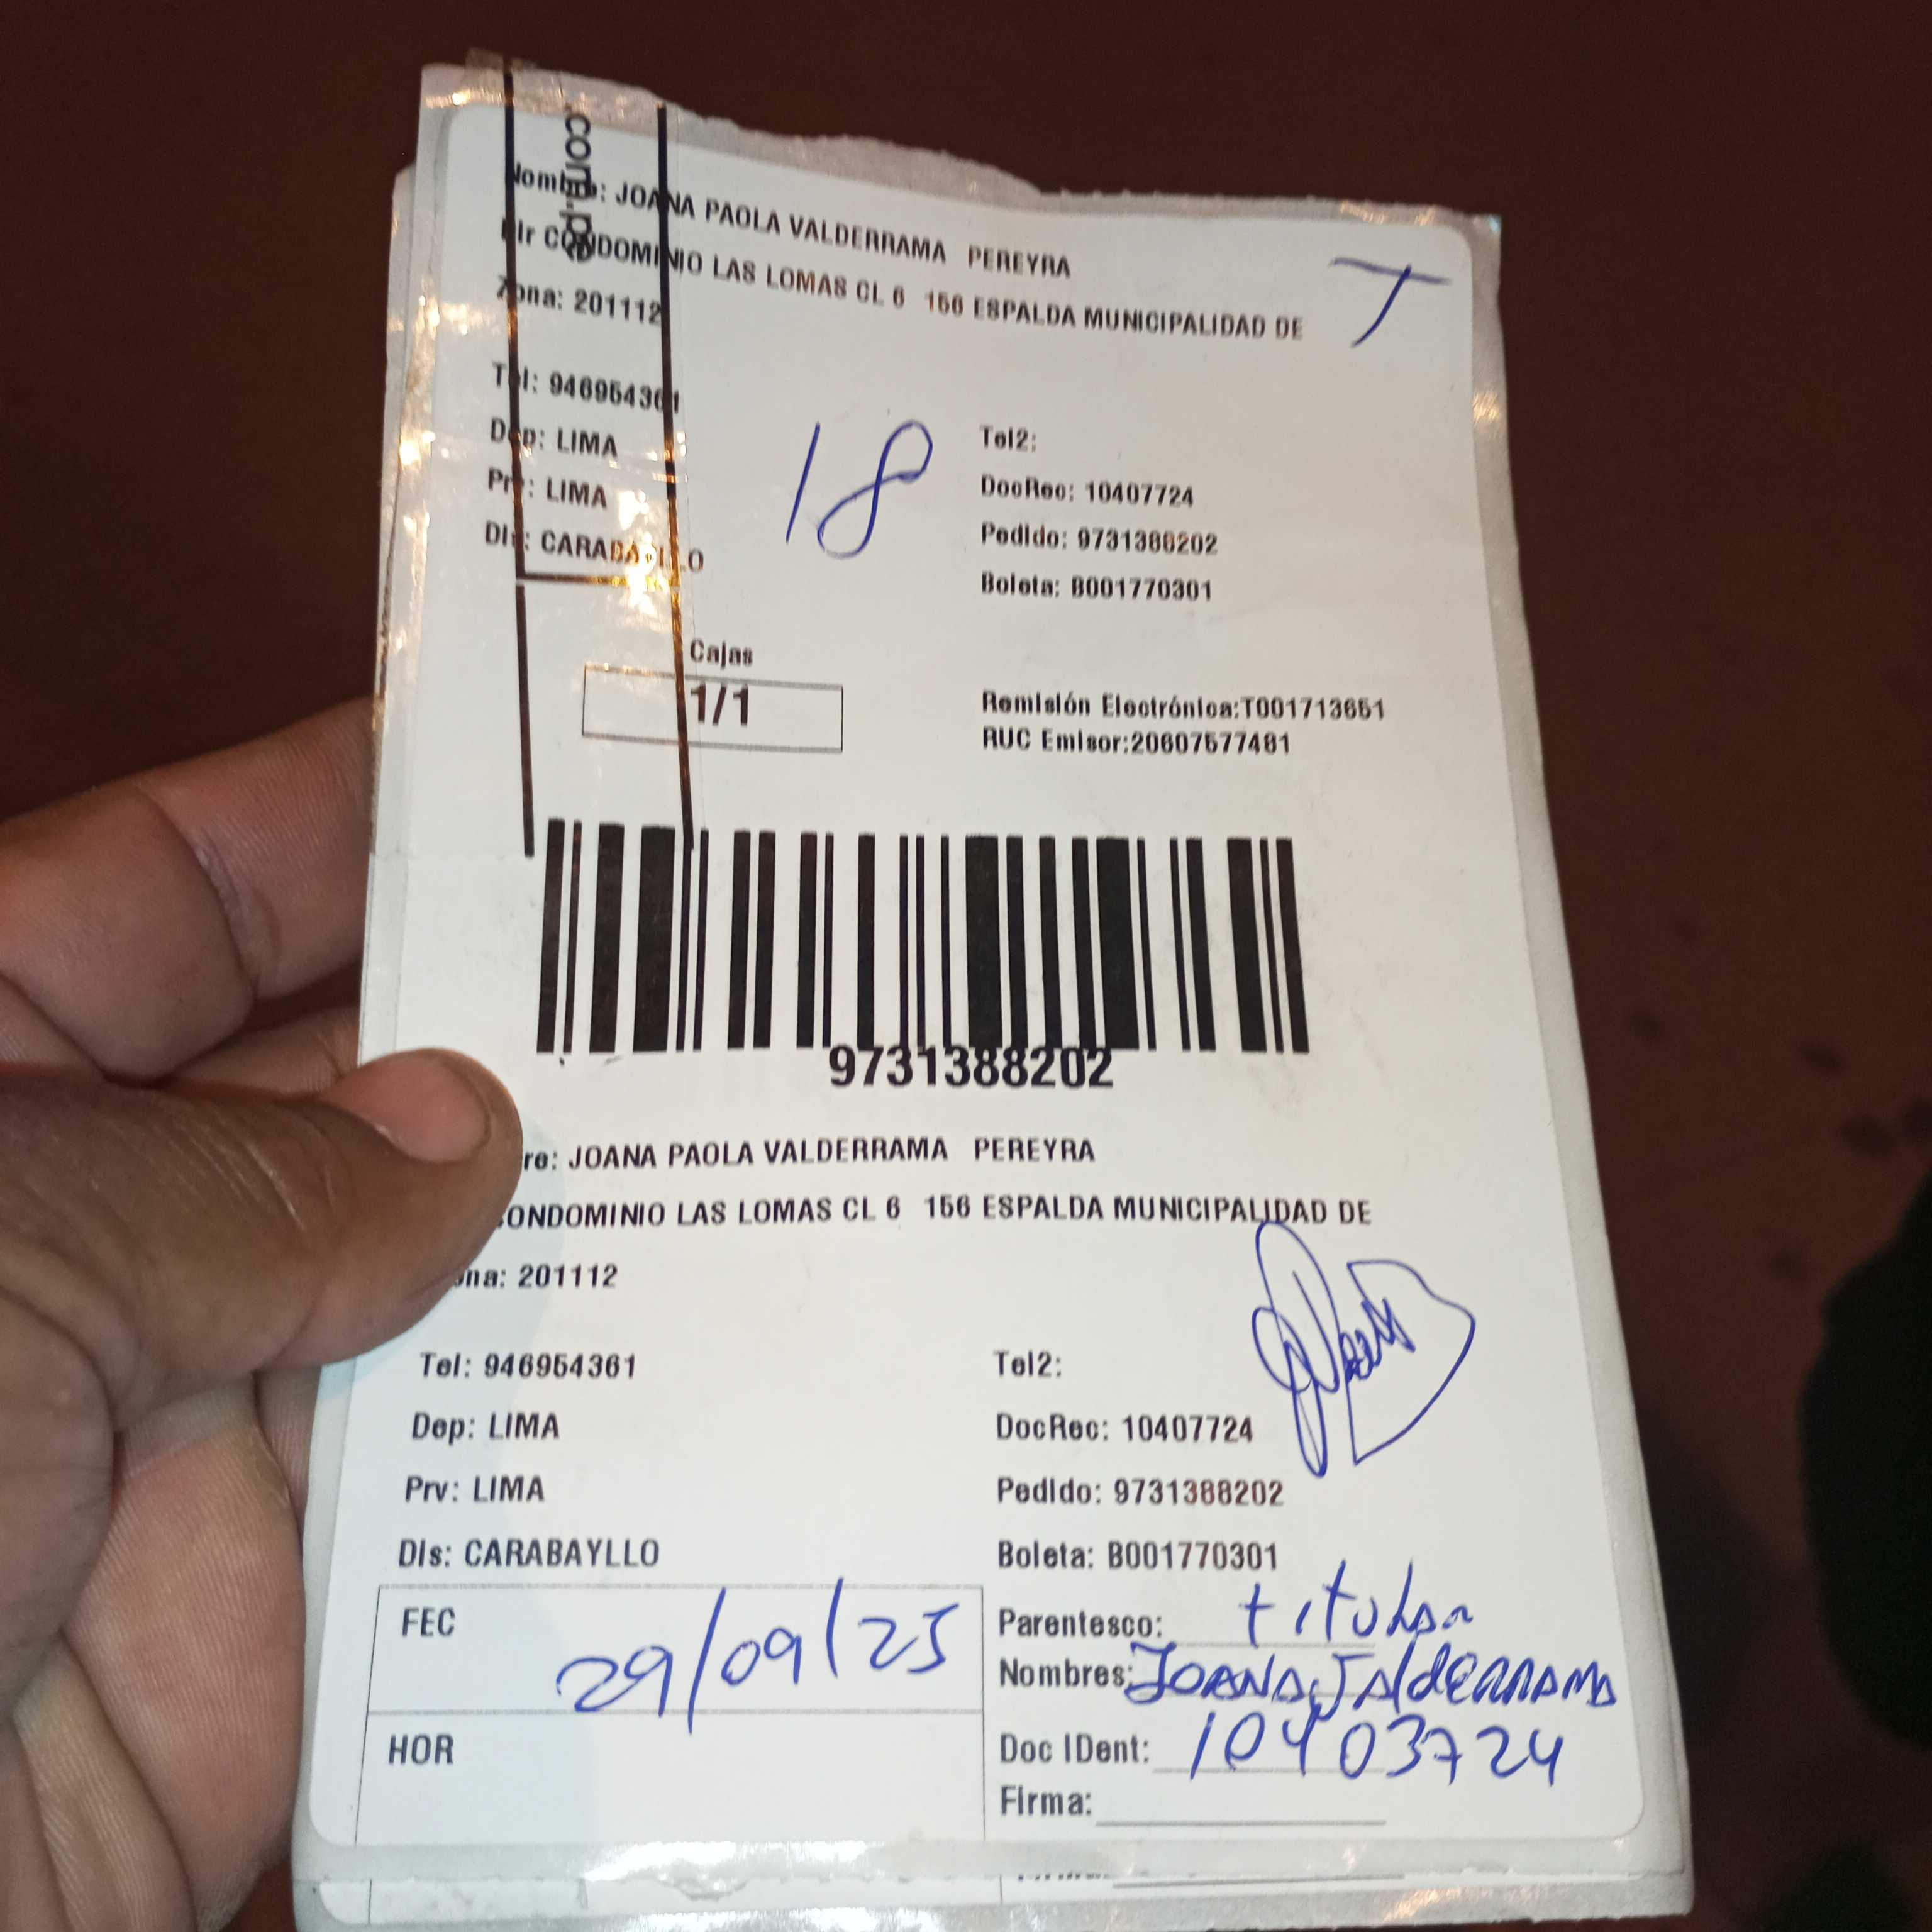 .com.pe
Nombre: JOANA PAOLA VALDERRAMA PEREYRA
Dir CONDOMINIO LAS LOMAS CL 6 156 ESPALDA MUNICIPALIDAD DE
T
Zona: 201112
Tel: 946954361
Tel2:
Dep: LIMA
18
DocRec: 10407724
Prv: LIMA
Pedido: 9731388202
Dis: CARABAYLLO
Boleta: B001770301
Cajas
1/1
Remisión Electrónica:T001713651
RUC Emisor:20607577481
9731388202
re: JOANA PAOLA VALDERRAMA PEREYRA
CONDOMINIO LAS LOMAS CL 6 156 ESPALDA MUNICIPALIDAD DE
ona: 201112
Tel: 946954361
Tel2:
Dep: LIMA
DocRec: 10407724
Prv: LIMA
Pedido: 9731388202
Dis: CARABAYLLO
Boleta: B001770301
FEC 29/09/25
Parentesco: titular
Nombres: JOANA VALDERRAMA
HOR
Doc IDent: 10403724
Firma: